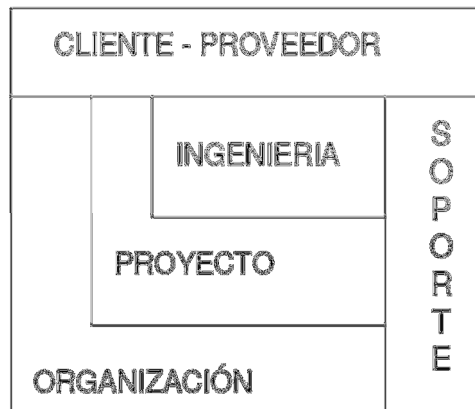 CLIENTE - PROVEEDOR
INGENIERIA
PROYECTO
ORGANIZACIÓN
SOPORTE